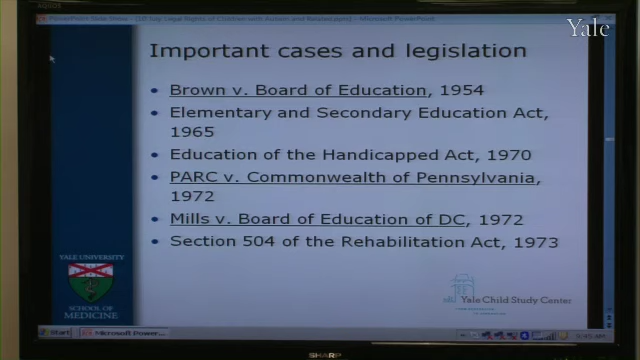 Yale
Important cases and legislation
• Brown v. Board of Education, 1954
• Elementary and Secondary Education Act,
1965
• Education of the Handicapped Act, 1970
• PARC v. Commonwealth of Pennsylvania,
1972
• Mills v. Board of Education of DC, 1972
• Section 504 of the Rehabilitation Act, 1973
YALE UNIVERSITY
SCHOOL OF
MEDICINE
Yale Child Study Center
Start
Microsoft Power...
SHARP